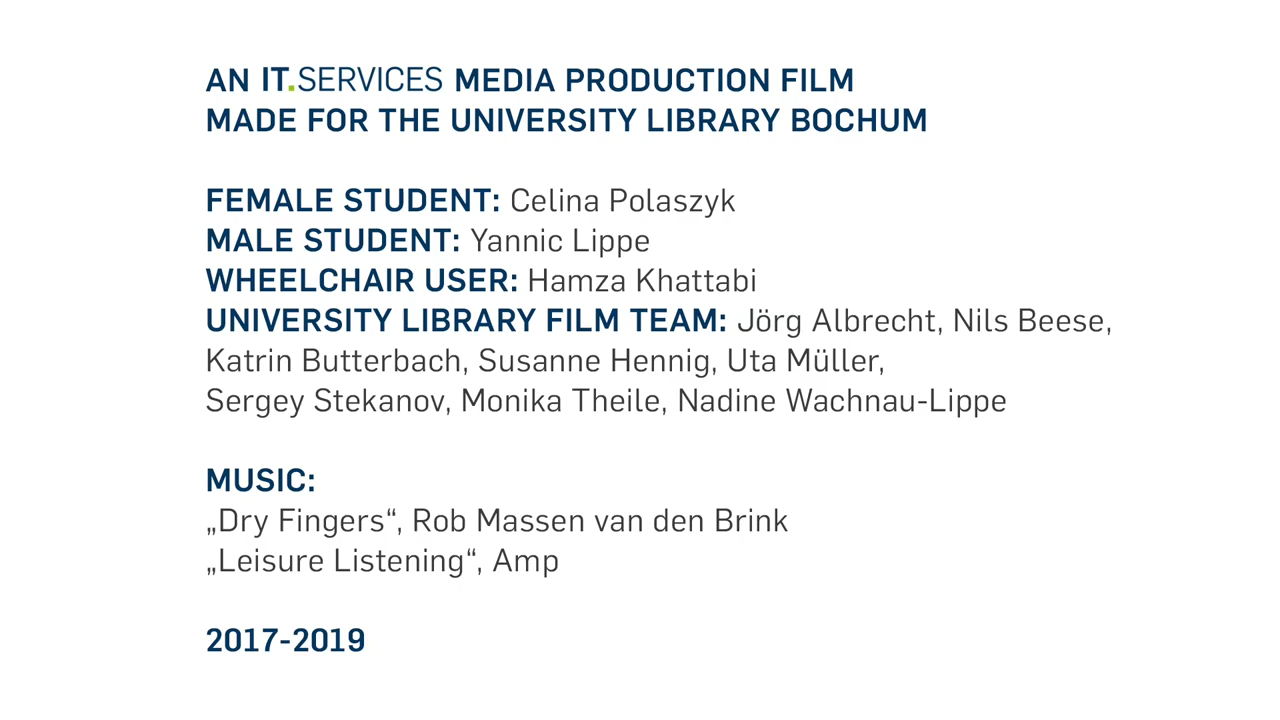 AN IT.SERVICES MEDIA PRODUCTION FILM
MADE FOR THE UNIVERSITY LIBRARY BOCHUM
FEMALE STUDENT: Celina Polaszyk
MALE STUDENT: Yannic Lippe
WHEELCHAIR USER: Hamza Khattabi
UNIVERSITY LIBRARY FILM TEAM: Jörg Albrecht, Nils Beese,
Katrin Butterbach, Susanne Hennig, Uta Müller,
Sergey Stekanov, Monika Theile, Nadine Wachnau-Lippe
MUSIC:
„Dry Fingers“, Rob Massen van den Brink
„Leisure Listening“, Amp
2017-2019